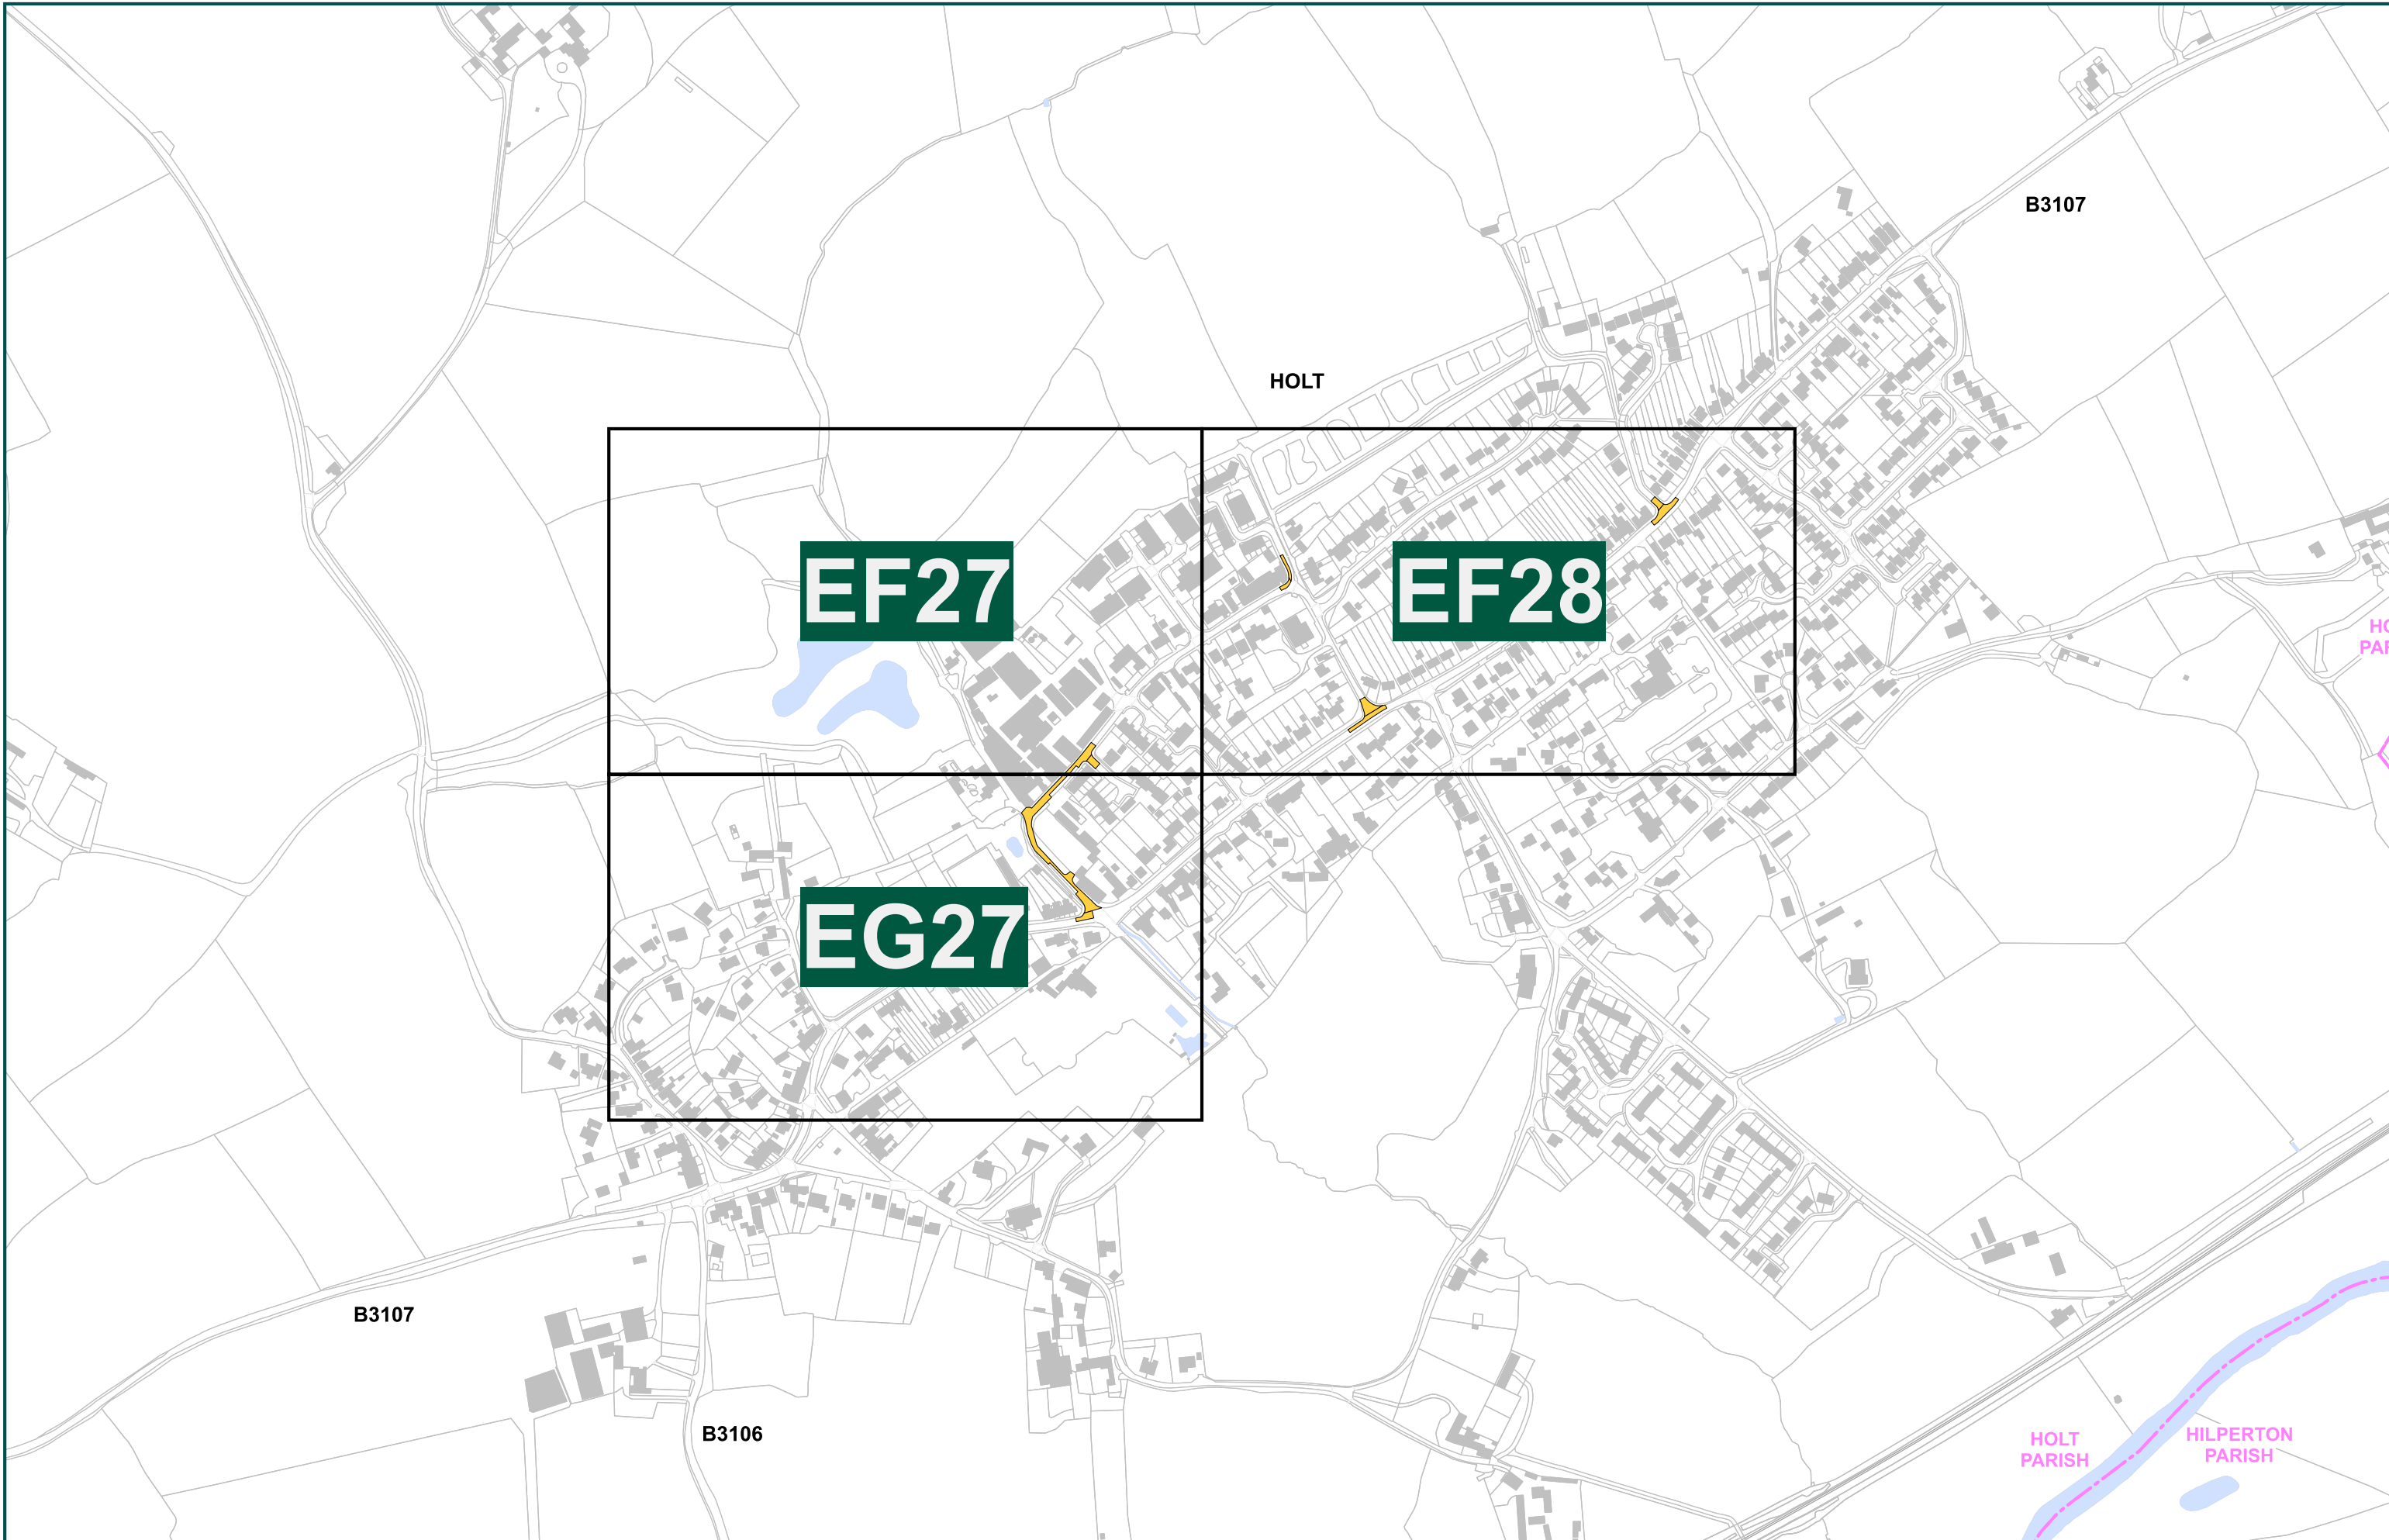 B3107
HOLT
EF27
EF28
EG27
HOLT
PARISH
HILPERTON
PARISH
B3107
B3106